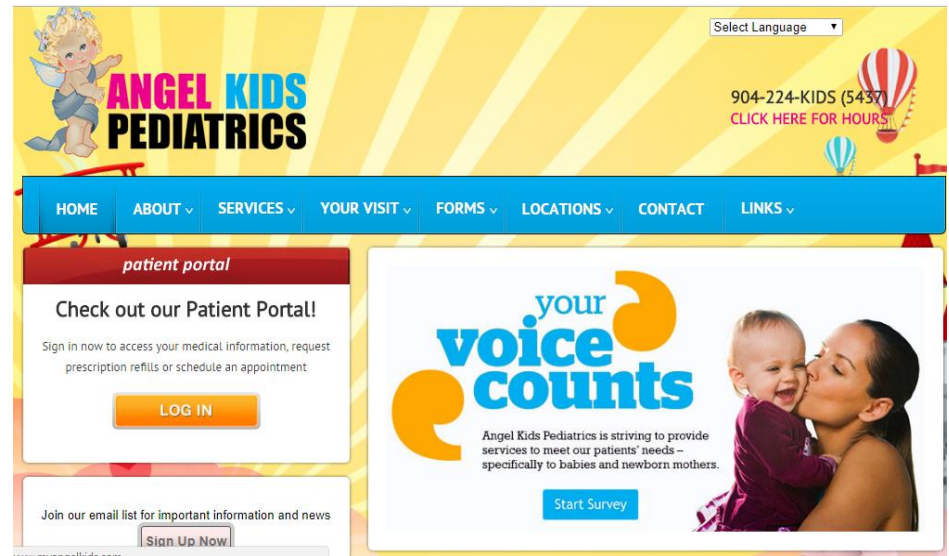 Select Language
ANGEL KIDS
PEDIATRICS
904-224-KIDS (5437)
CLICK HERE FOR HOURS
HOME ABOUT SERVICES YOUR VISIT FORMS LOCATIONS CONTACT LINKS
patient portal
Check out our Patient Portal!
Sign in now to access your medical information, request
prescription refills or schedule an appointment
LOG IN
your
voice
counts
Angel Kids Pediatrics is striving to provide
services to meet our patients' needs –
specifically to babies and newborn mothers.
Start Survey
Join our email list for important information and news
Sign Up Now